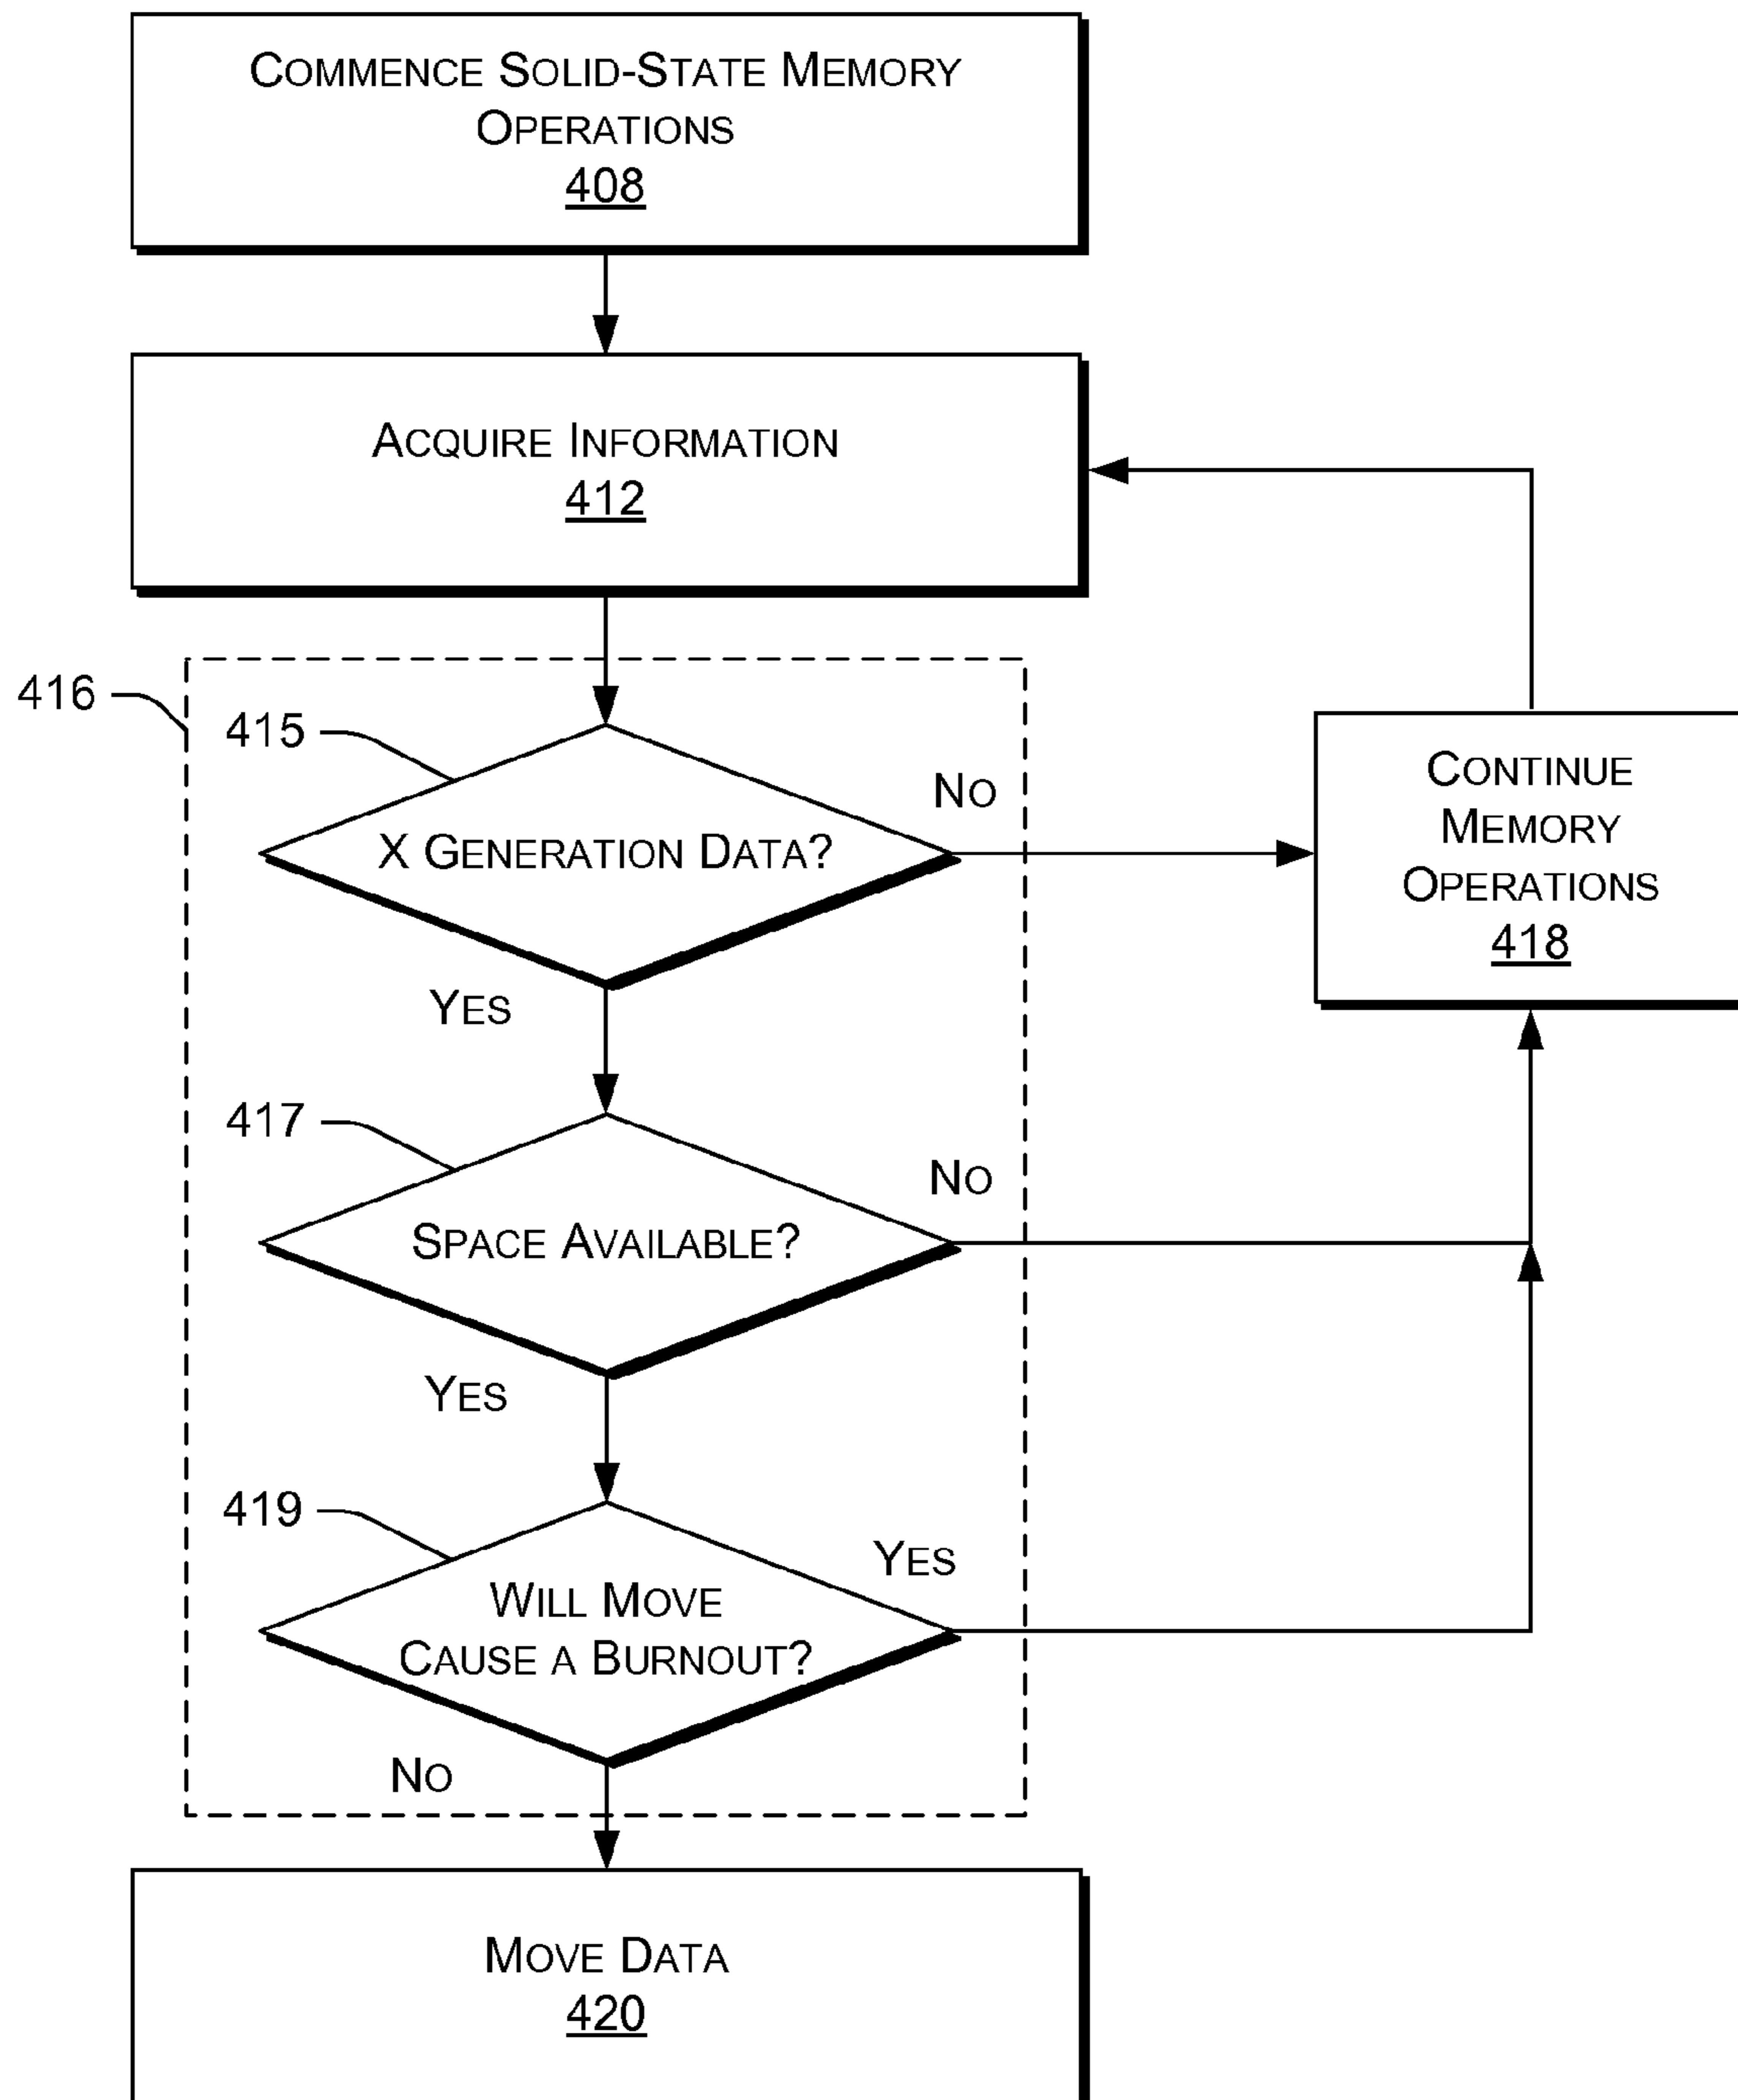 COMMENCE SOLID-STATE MEMORY
OPERATIONS
408
ACQUIRE INFORMATION
412
416
415
X GENERATION DATA?
NO
YES
CONTINUE
MEMORY
OPERATIONS
418
417
SPACE AVAILABLE?
NO
YES
419
WILL MOVE
CAUSE A BURNOUT?
YES
NO
MOVE DATA
420